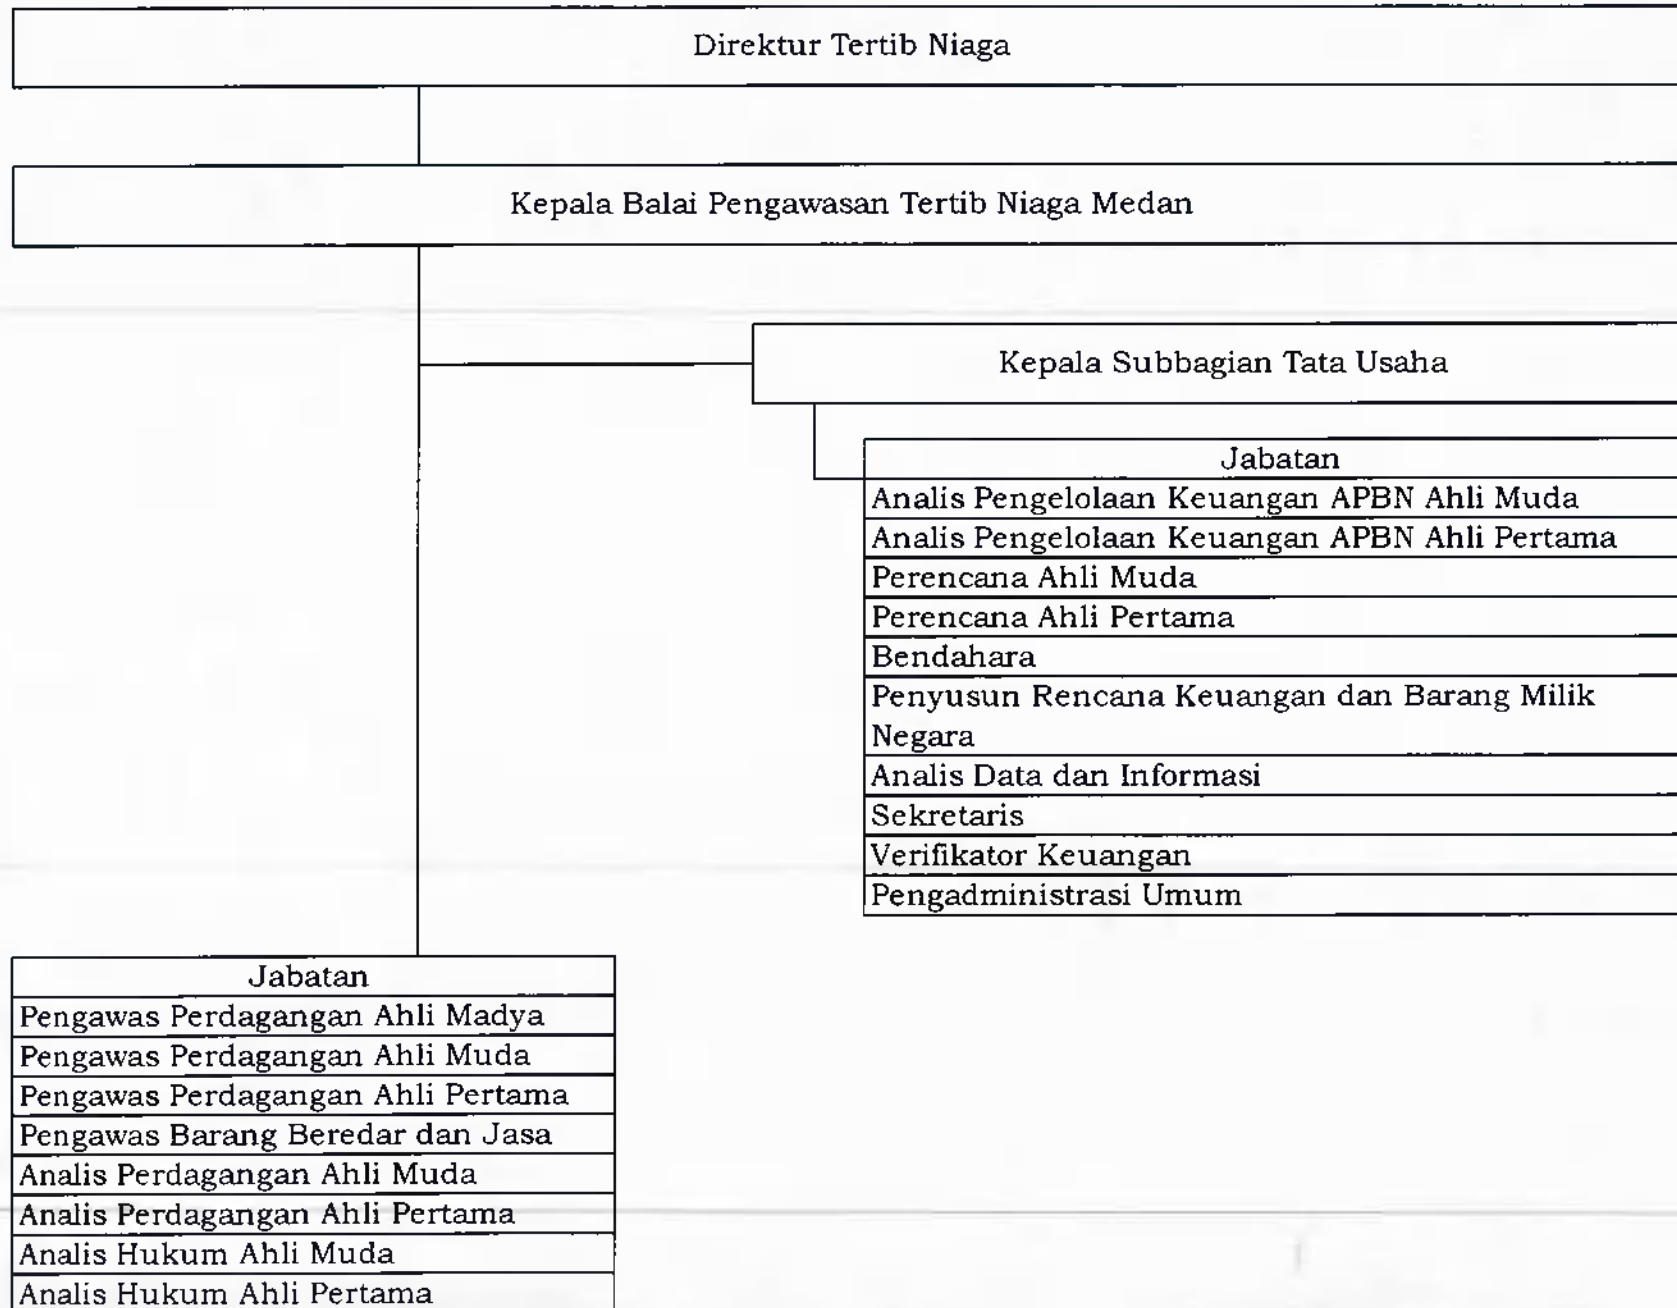 Direktur Tertib Niaga
Kepala Balai Pengawasan Tertib Niaga Medan
Kepala Subbagian Tata Usaha
Jabatan
Analis Pengelolaan Keuangan APBN Ahli Muda
Analis Pengelolaan Keuangan APBN Ahli Pertama
Perencana Ahli Muda
Perencana Ahli Pertama
Bendahara
Penyusun Rencana Keuangan dan Barang Milik
Negara
Analis Data dan Informasi
Sekretaris
Verifikator Keuangan
Pengadministrasi Umum
Jabatan
Pengawas Perdagangan Ahli Madya
Pengawas Perdagangan Ahli Muda
Pengawas Perdagangan Ahli Pertama
Pengawas Barang Beredar dan Jasa
Analis Perdagangan Ahli Muda
Analis Perdagangan Ahli Pertama
Analis Hukum Ahli Muda
Analis Hukum Ahli Pertama